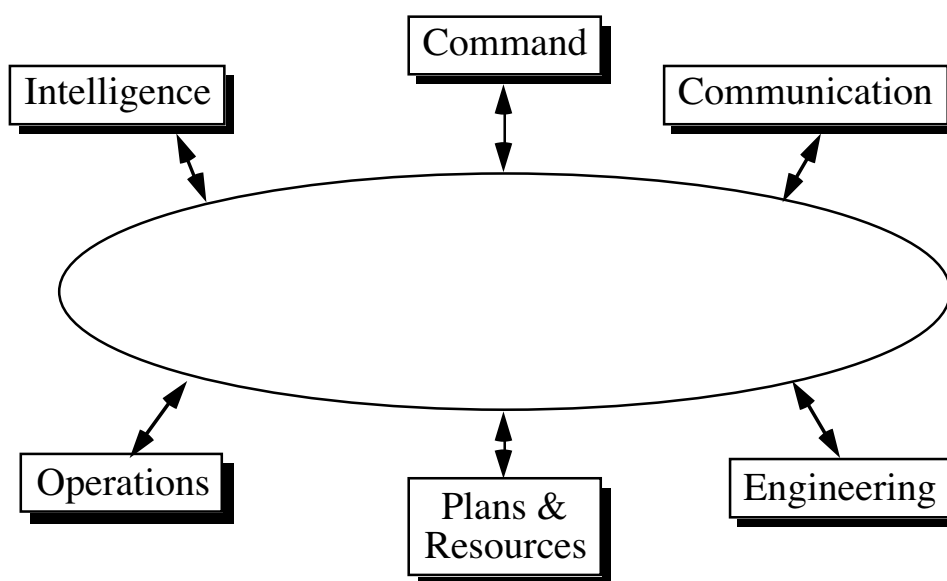 Command
Intelligence
Communication
Operations
Plans &
Resources
Engineering